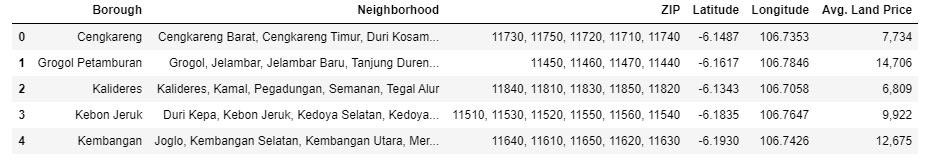 Borough Neighborhood ZIP Latitude Longitude Avg. Land Price
0 Cengkareng Cengkareng Barat, Cengkareng Timur, Duri Kosam... 11730, 11750, 11720, 11710, 11740 -6.1487 106.7353 7,734
1 Grogol Petamburan Grogol, Jelambar, Jelambar Baru, Tanjung Duren... 11450, 11460, 11470, 11440 -6.1617 106.7846 14,706
2 Kalideres Kalideres, Kamal, Pegadungan, Semanan, Tegal Alur 11840, 11810, 11830, 11850, 11820 -6.1343 106.7058 6,809
3 Kebon Jeruk Duri Kepa, Kebon Jeruk, Kedoya Selatan, Kedoya... 11510, 11530, 11520, 11550, 11560, 11540 -6.1835 106.7647 9,922
4 Kembangan Joglo, Kembangan Selatan, Kembangan Utara, Mer... 11640, 11610, 11650, 11620, 11630 -6.1930 106.7426 12,675